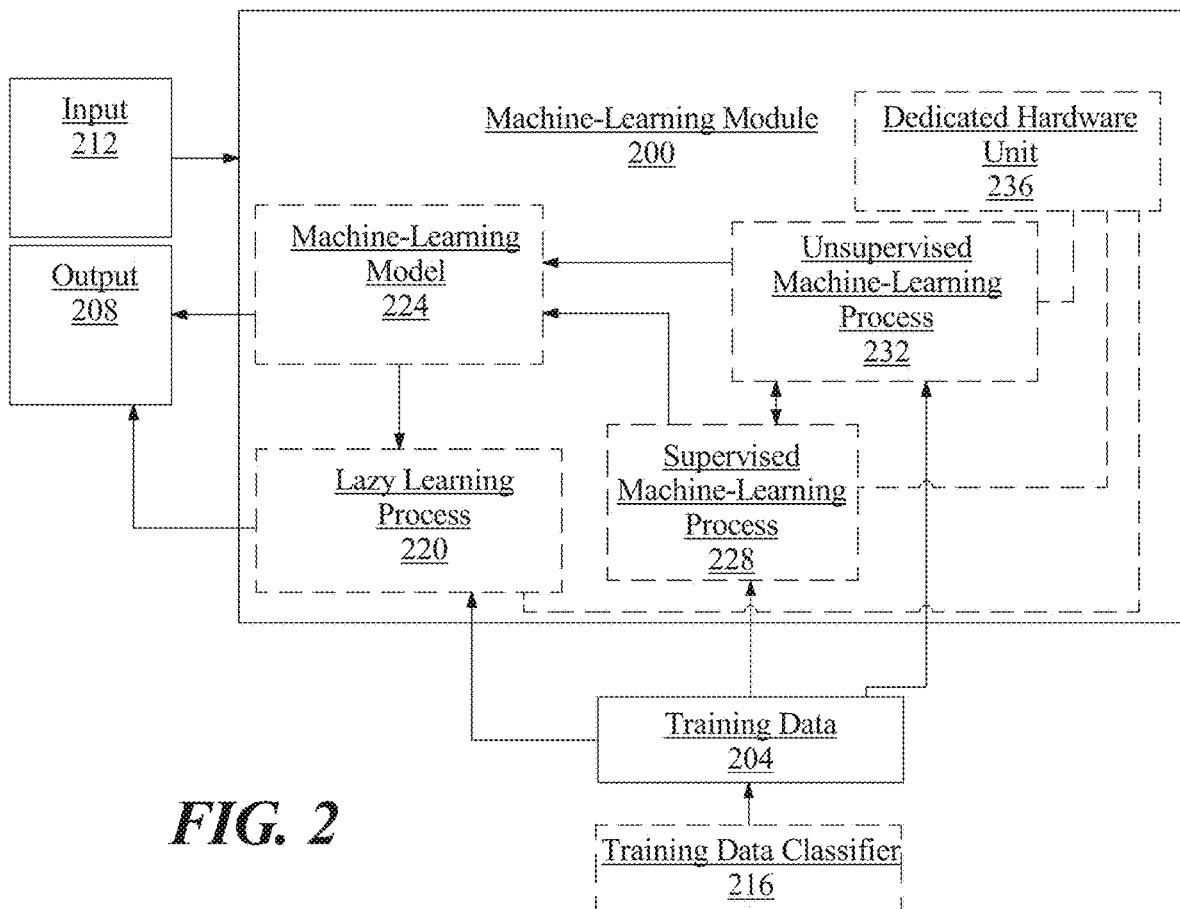 Input
212
Machine-Learning Module
200
Dedicated Hardware
Unit
236
Machine-Learning
Model
224
Unsupervised
Machine-Learning
Process
232
Output
208
Lazy Learning
Process
220
Supervised
Machine-Learning
Process
228
Training Data
204
FIG. 2
Training Data Classifier
216